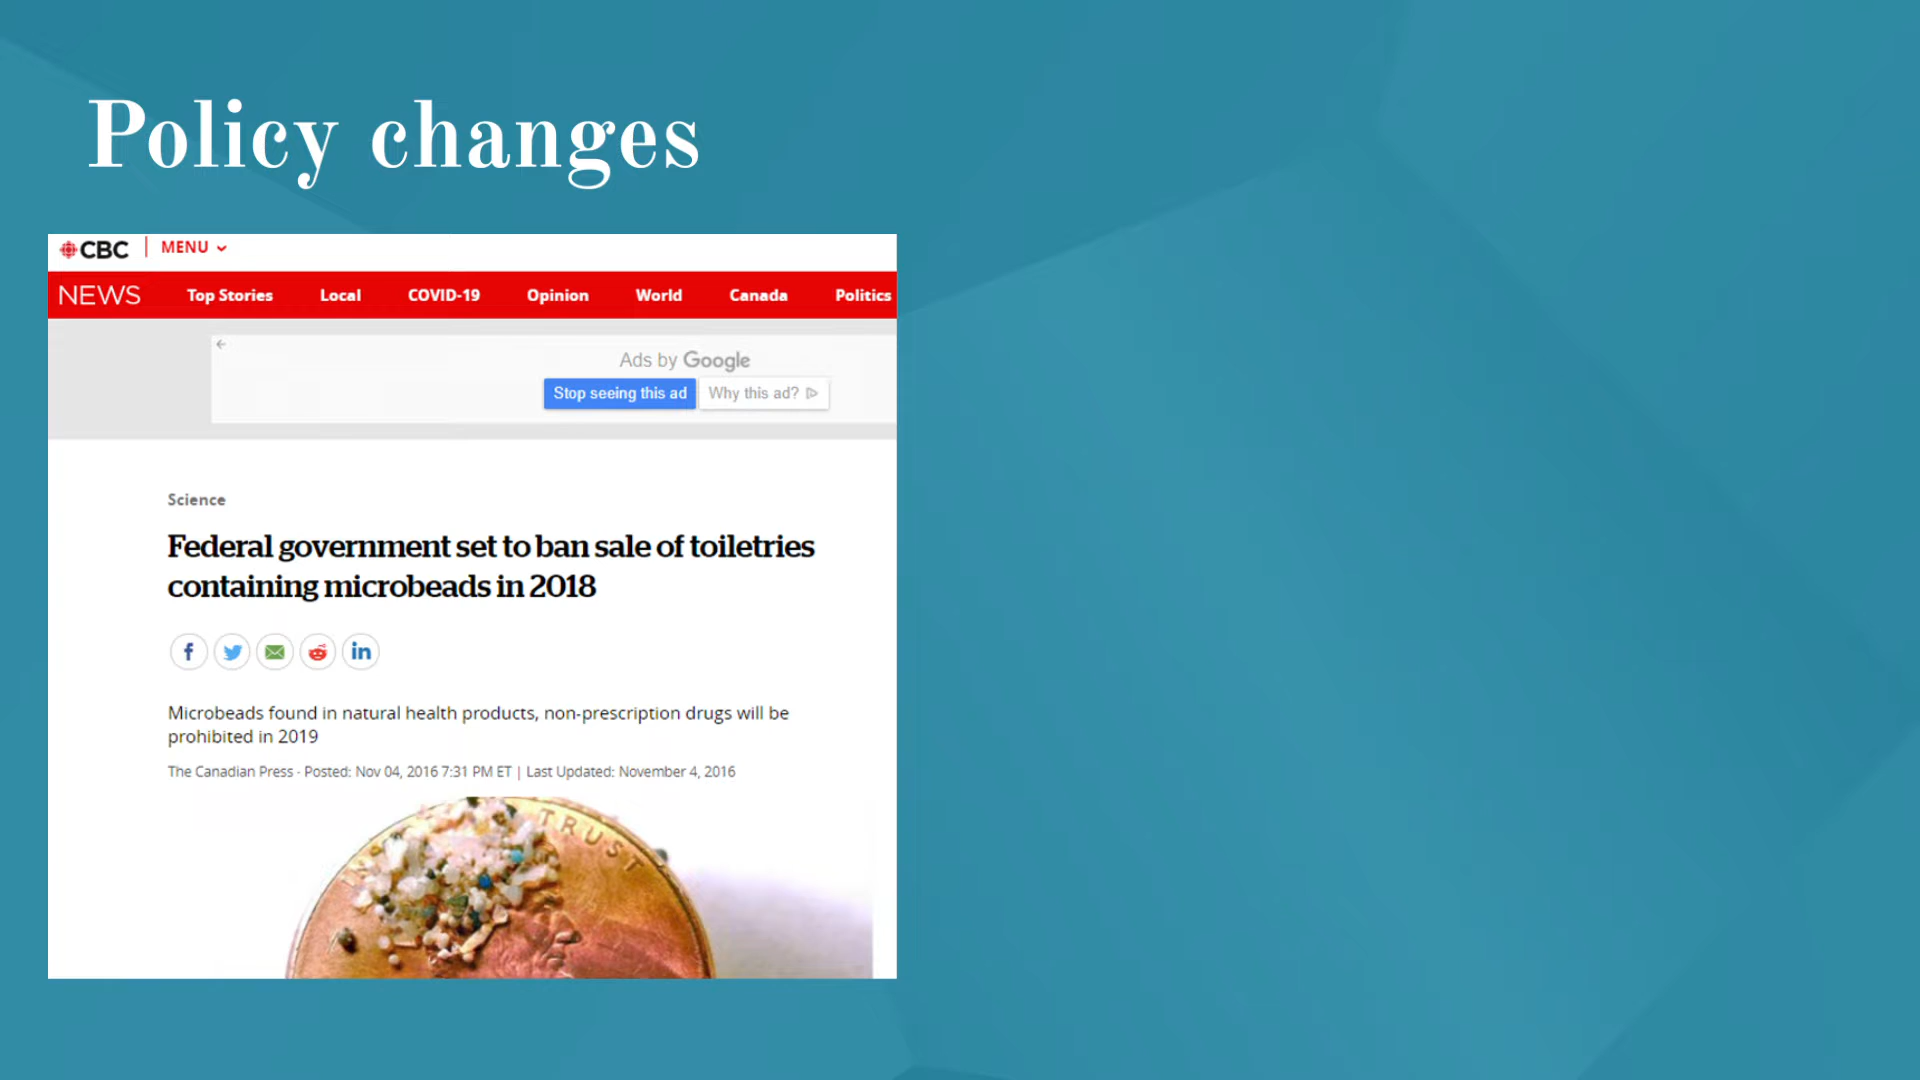 Policy changes
CBC | MENU
NEWS Top Stories Local COVID-19 Opinion World Canada Politics
Ads by Google
Stop seeing this ad Why this ad?
Science
Federal government set to ban sale of toiletries
containing microbeads in 2018
Microbeads found in natural health products, non-prescription drugs will be
prohibited in 2019
The Canadian Press · Posted: Nov 04, 2016 7:31 PM ET | Last Updated: November 4, 2016
TRUST